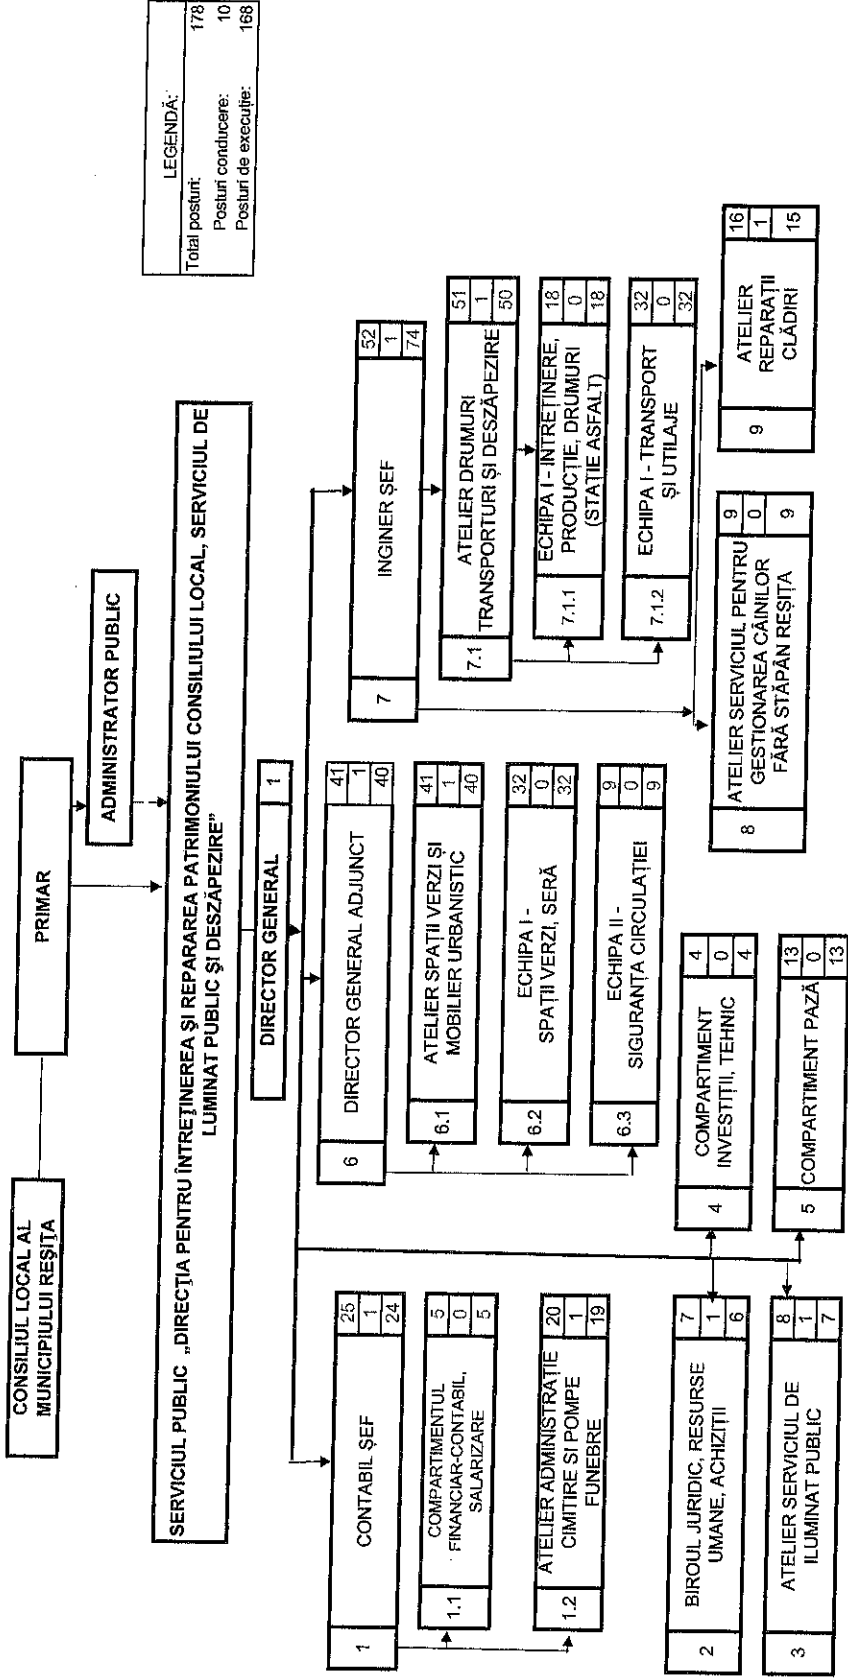 CONSILIUL LOCAL AL
MUNICIPIULUI REȘIȚA
PRIMAR
ADMINISTRATOR PUBLIC
LEGENDĂ:
Total posturi: 178
Posturi conducere: 10
Posturi de execuție: 168
SERVICIUL PUBLIC „DIRECȚIA PENTRU ÎNTREȚINEREA ȘI REPARAREA PATRIMONIULUI CONSILIULUI LOCAL, SERVICIUL DE
LUMINAT PUBLIC ȘI DESZĂPEZIRE”
DIRECTOR GENERAL 1
1 CONTABIL ȘEF 25 1 24
1.1 COMPARTIMENTUL
FINANCIAR-CONTABIL,
SALARIZARE
5 0 5
1.2 ATELIER ADMINISTRAȚIE
CIMITIRE SI POMPE
FUNEBRE
20 1 19
2 BIROUL JURIDIC, RESURSE
UMANE, ACHIZIȚII
7 1 6
3 ATELIER SERVICIUL DE
ILUMINAT PUBLIC
8 1 7
4 COMPARTIMENT
INVESTIȚII, TEHNIC
4 0 4
5 COMPARTIMENT PAZĂ 13 0 13
6 DIRECTOR GENERAL ADJUNCT 41 1 40
6.1 ATELIER SPAȚII VERZI ȘI
MOBILIER URBANISTIC
41 1 40
6.2 ECHIPA I -
SPAȚII VERZI, SERĂ
32 0 32
6.3 ECHIPA II -
SIGURANȚA CIRCULAȚIEI
9 0 9
7 INGINER ȘEF 52 1 74
7.1 ATELIER DRUMURI
TRANSPORTURI ȘI DESZĂPEZIRE
51 1 50
7.1.1 ECHIPA I - INTREȚINERE,
PRODUCȚIE, DRUMURI
(STAȚIE ASFALT)
18 0 18
7.1.2 ECHIPA I - TRANSPORT
ȘI UTILAJE
32 0 32
8 ATELIER SERVICIUL PENTRU
GESTIONAREA CÂINILOR
FĂRĂ STĂPÂN REȘIȚA
9 0 9
9 ATELIER
REPARAȚII
CLĂDIRI
16 1 15